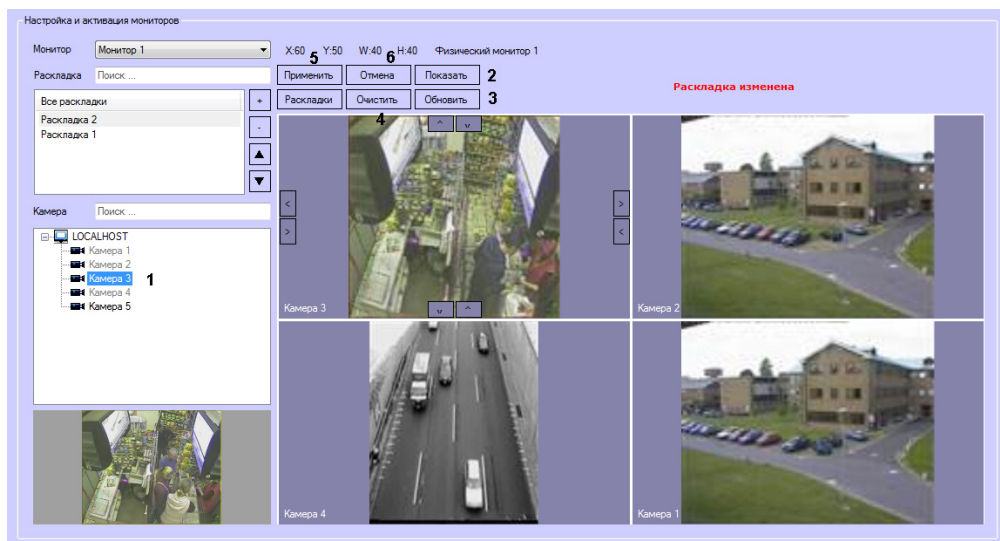 Настройка и активация мониторов
Монитор Монитор 1 X:60 Y:50 W:40 H:40 Физический монитор 1
5 6
Раскладка Поиск ... Применить Отмена Показать 2
Раскладка изменена
Все раскладки + Раскладки Очистить Обновить 3
4
Раскладка 2 -
Раскладка 1
▲
▼
^ v
< >
> <
Камера Поиск ...
LOCALHOST
Камера 1
Камера 2
Камера 3 1
Камера 4
Камера 5
v ^
Камера 3 Камера 2
Камера 4 Камера 1